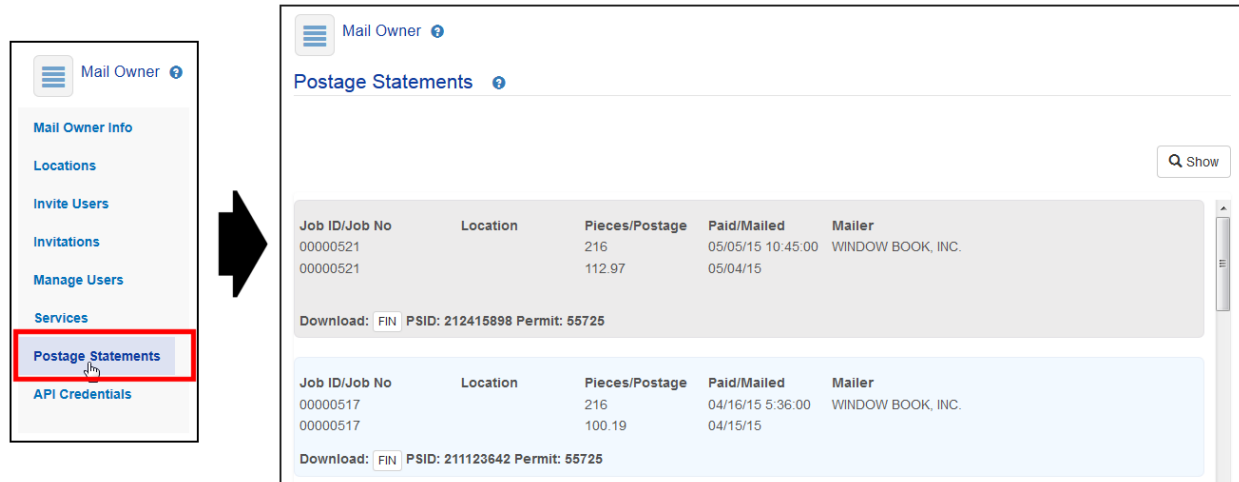 Mail Owner ?
Mail Owner Info
Locations
Invite Users
Invitations
Manage Users
Services
Postage Statements
API Credentials
Mail Owner ?
Postage Statements ?
Show
Job ID/Job No Location Pieces/Postage Paid/Mailed Mailer
00000521 216 05/05/15 10:45:00 WINDOW BOOK, INC.
00000521 112.97 05/04/15
Download: FIN PSID: 212415898 Permit: 55725
Job ID/Job No Location Pieces/Postage Paid/Mailed Mailer
00000517 216 04/16/15 5:36:00 WINDOW BOOK, INC.
00000517 100.19 04/15/15
Download: FIN PSID: 211123642 Permit: 55725